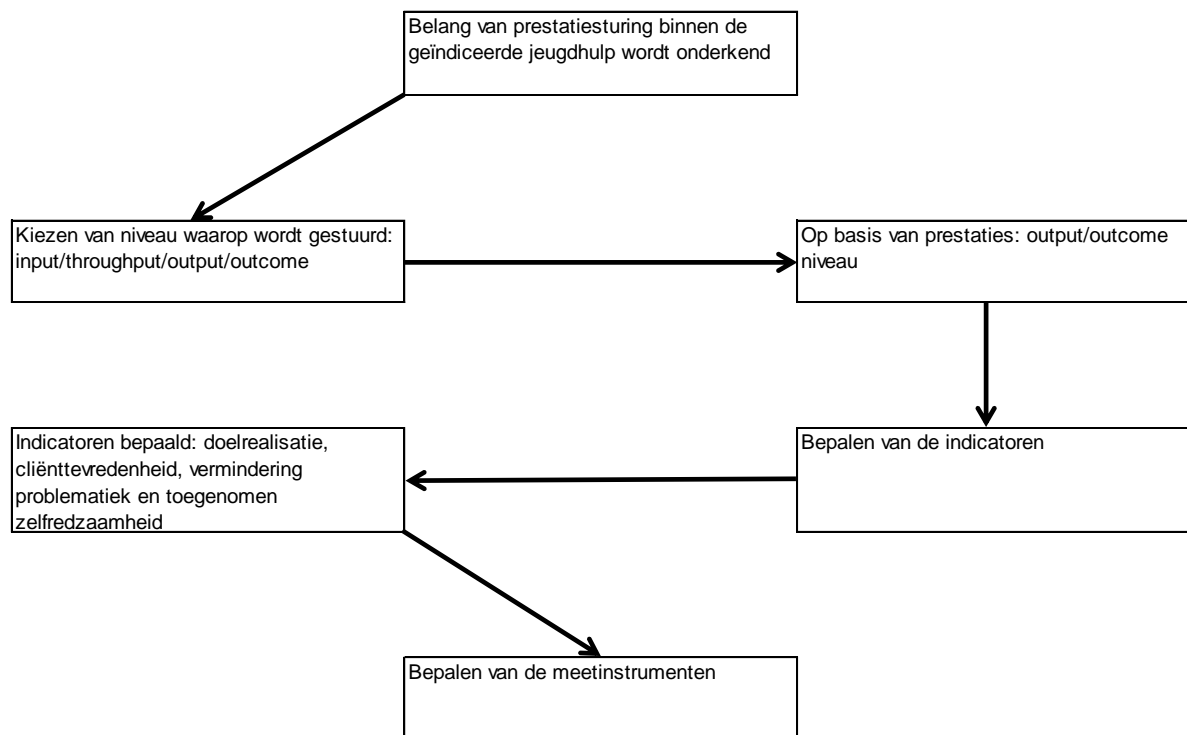 Belang van prestatiesturing binnen de
geïndiceerde jeugdhulp wordt onderkend
Kiezen van niveau waarop wordt gestuurd:
input/throughput/output/outcome
Op basis van prestaties: output/outcome
niveau
Indicatoren bepaald: doelrealisatie,
cliënttevredenheid, vermindering
problematiek en toegenomen
zelfredzaamheid
Bepalen van de indicatoren
Bepalen van de meetinstrumenten